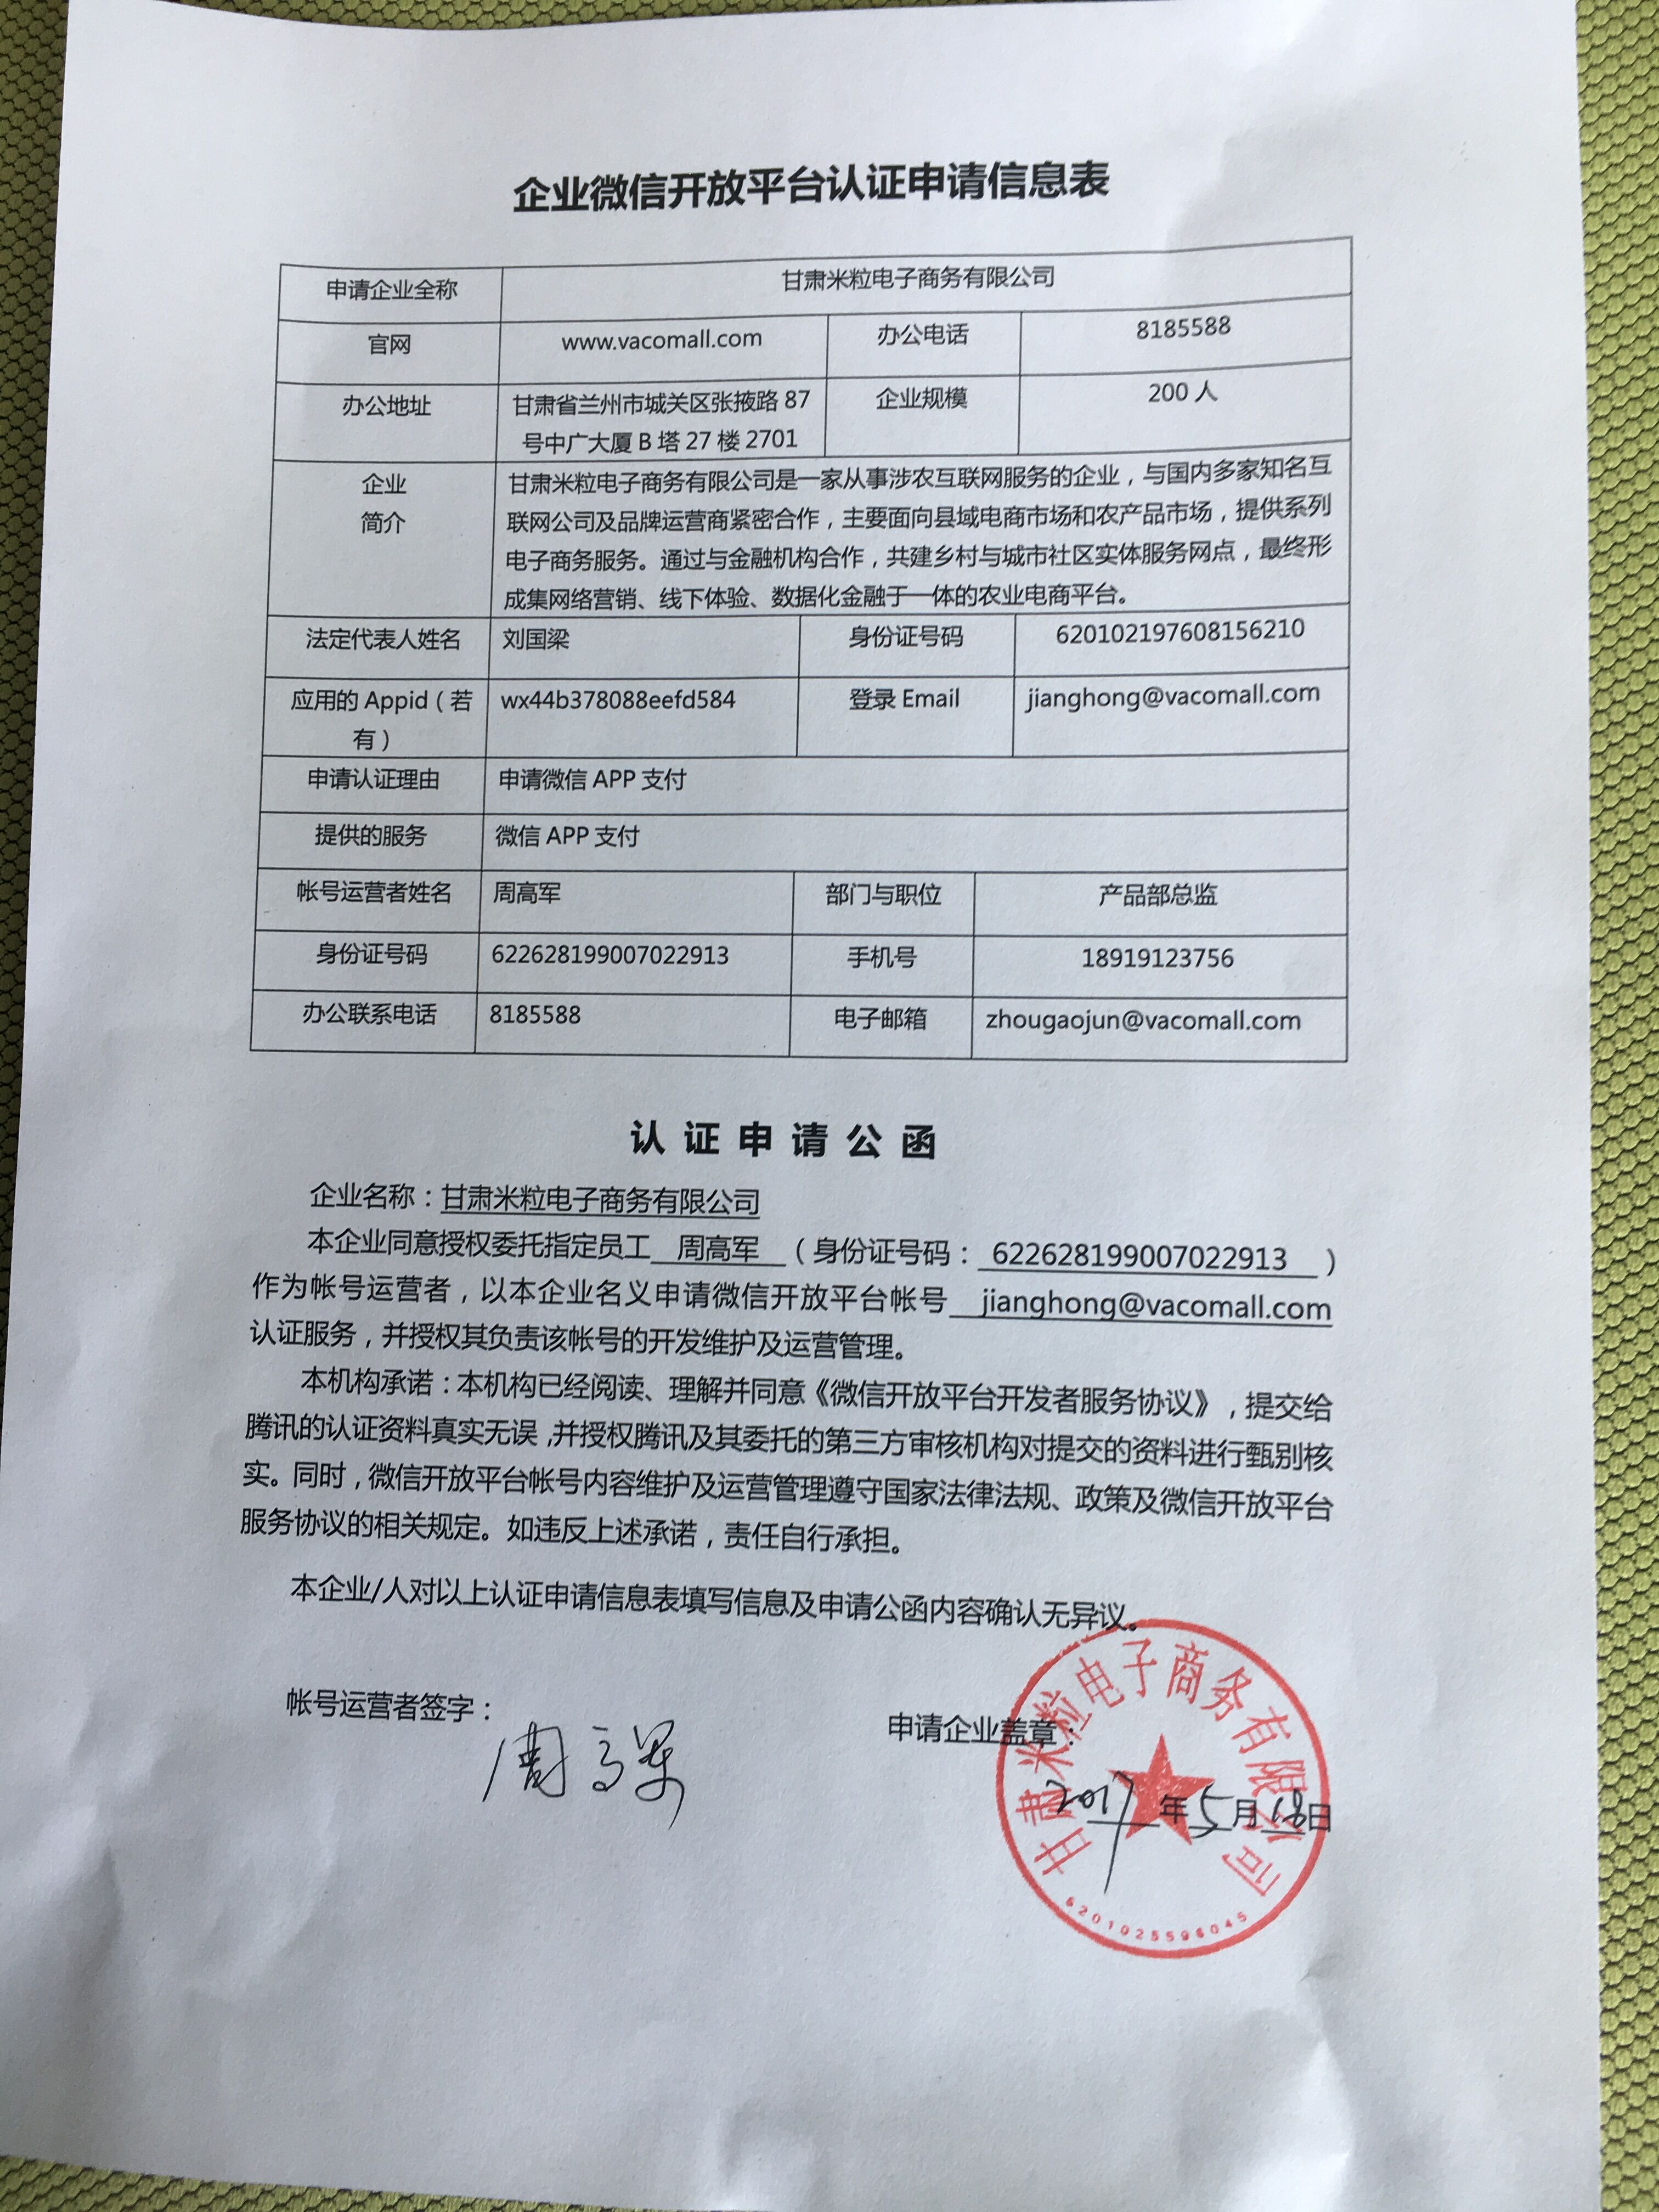 企业微信开放平台认证申请信息表
申请企业全称 甘肃米粒电子商务有限公司
官网 www.vacomall.com 办公电话 8185588
办公地址 甘肃省兰州市城关区张掖路 87 企业规模 200 人
号中广大厦 B 塔 27 楼 2701
企业 甘肃米粒电子商务有限公司是一家从事涉农互联网服务的企业，与国内多家知名互
简介 联网公司及品牌运营商紧密合作，主要面向县域电商市场和农产品市场，提供系列
电子商务服务。通过与金融机构合作，共建乡村与城市社区实体服务网点，最终形
成集网络营销、线下体验、数据化金融于一体的农业电商平台。
法定代表人姓名 刘国梁 身份证号码 620102197608156210
应用的 Appid（若 wx44b378088eefd584 登录 Email jianghong@vacomall.com
有）
申请认证理由 申请微信 APP 支付
提供的服务 微信 APP 支付
帐号运营者姓名 周高军 部门与职位 产品部总监
身份证号码 622628199007022913 手机号 18919123756
办公联系电话 8185588 电子邮箱 zhougaojun@vacomall.com
认证申请公函
企业名称：甘肃米粒电子商务有限公司
本企业同意授权委托指定员工 周高军 （身份证号码： 622628199007022913 ）
作为帐号运营者，以本企业名义申请微信开放平台帐号 jianghong@vacomall.com
认证服务，并授权其负责该帐号的开发维护及运营管理。
本机构承诺：本机构已经阅读、理解并同意《微信开放平台开发者服务协议》，提交给
腾讯的认证资料真实无误，并授权腾讯及其委托的第三方审核机构对提交的资料进行甄别核
实。同时，微信开放平台帐号内容维护及运营管理遵守国家法律法规、政策及微信开放平台
服务协议的相关规定。如违反上述承诺，责任自行承担。
本企业/人对以上认证申请信息表填写信息及申请公函内容确认无异议。
帐号运营者签字：周高军
申请企业盖章：
2017年5月18日
甘肃米粒电子商务有限公司
6201025596045